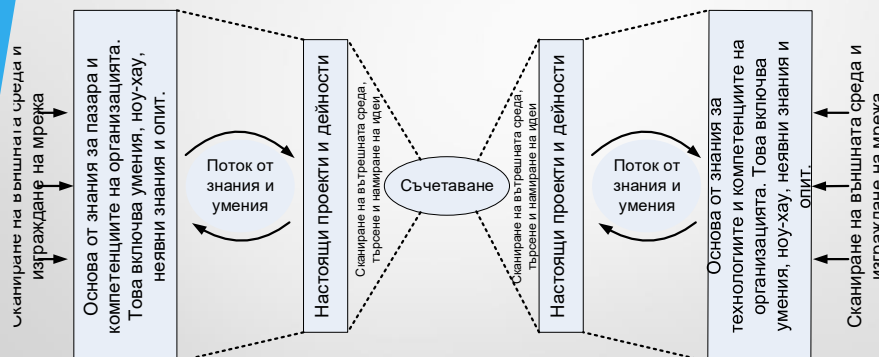 Сканиране на външната среда и
изграждане на мрежа
Основа от знания за пазара и
компетенциите на организацията.
Това включва умения, ноу-хау,
неявни знания и опит.
Поток от
знания и
умения
Настоящи проекти и дейности
Сканиране на вътрешната среда,
търсене и намиране на идеи
Съчетаване
Сканиране на вътрешната среда,
търсене и намиране на идеи
Настоящи проекти и дейности
Поток от
знания и
умения
Основа от знания за
технологиите и компетенциите на
организацията. Това включва
умения, ноу-хау, неявни знания и
опит.
Сканиране на външната среда и
изграждане на мрежа